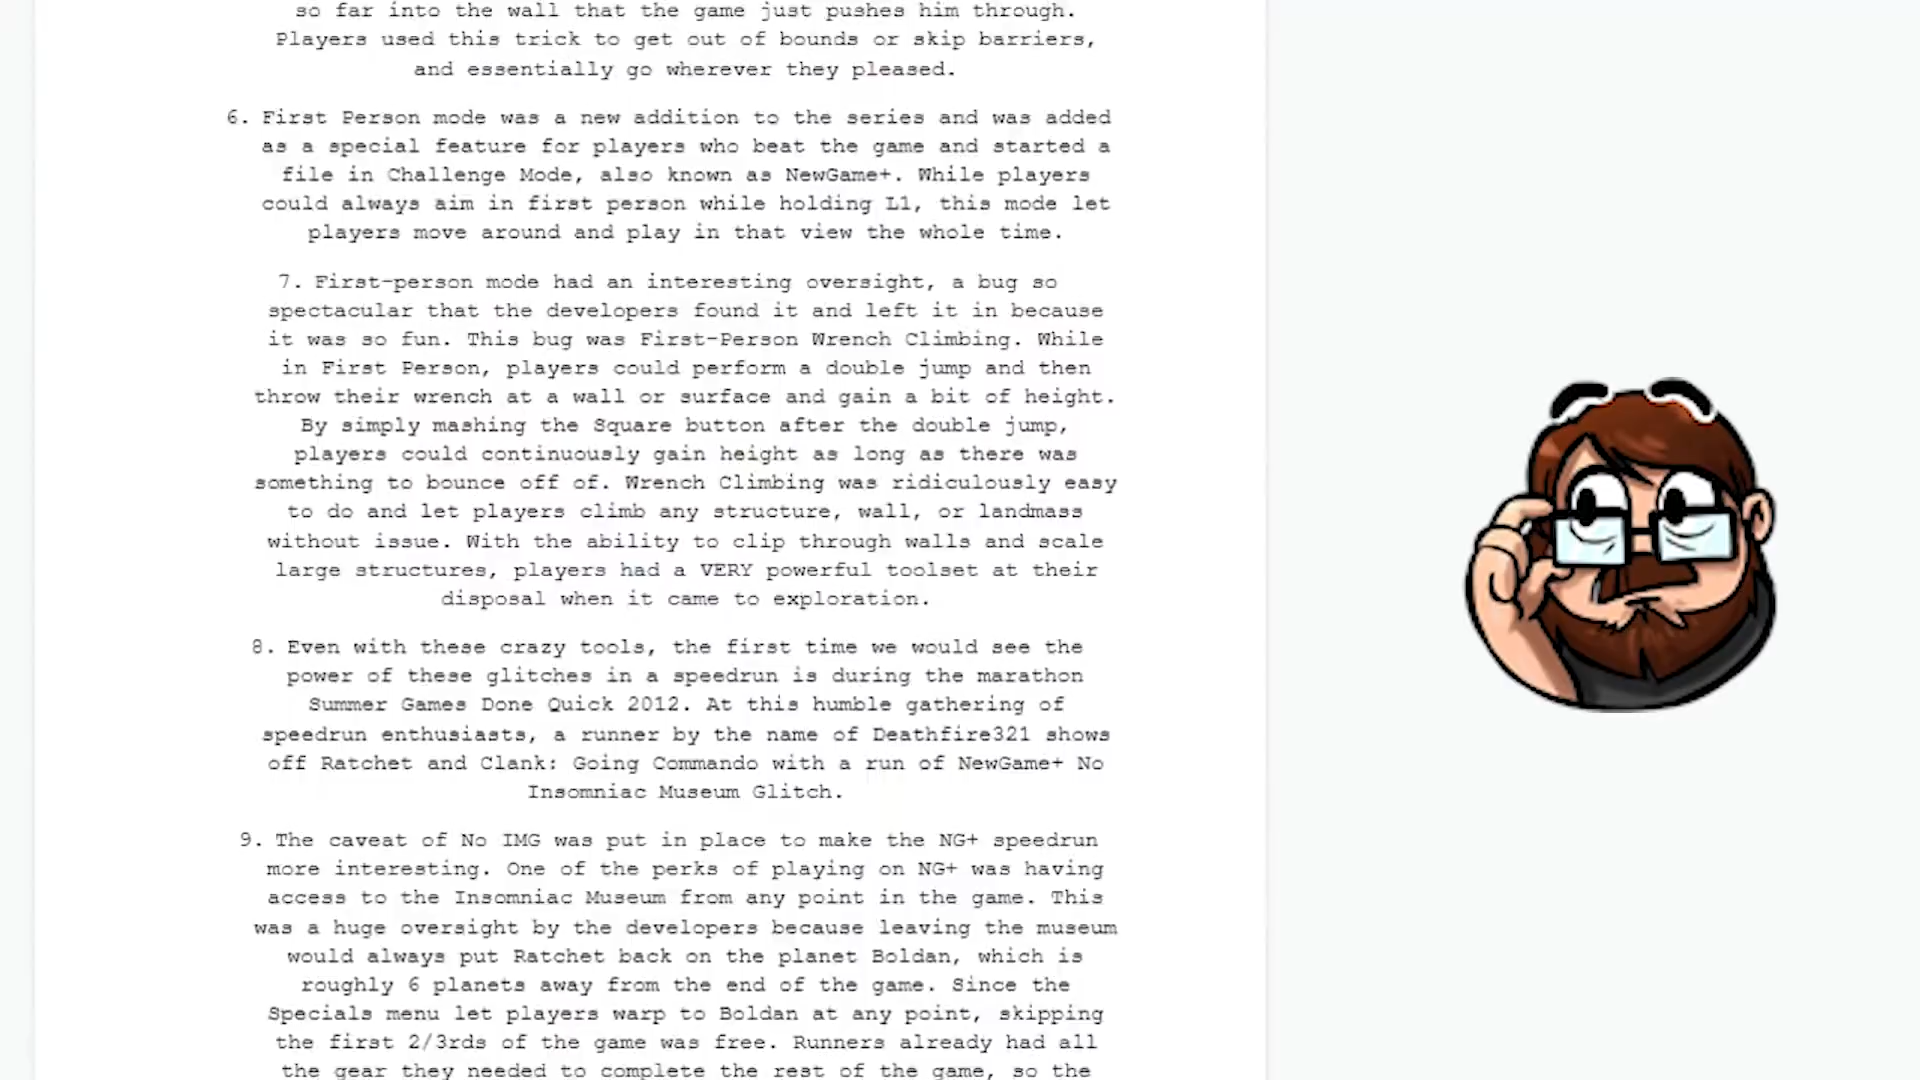 so far into the wall that the game just pushes him through.
Players used this trick to get out of bounds or skip barriers,
and essentially go wherever they pleased.
6. First Person mode was a new addition to the series and was added
as a special feature for players who beat the game and started a
file in Challenge Mode, also known as NewGame+. While players
could always aim in first person while holding L1, this mode let
players move around and play in that view the whole time.
7. First-person mode had an interesting oversight, a bug so
spectacular that the developers found it and left it in because
it was so fun. This bug was First-Person Wrench Climbing. While
in First Person, players could perform a double jump and then
throw their wrench at a wall or surface and gain a bit of height.
By simply mashing the Square button after the double jump,
players could continuously gain height as long as there was
something to bounce off of. Wrench Climbing was ridiculously easy
to do and let players climb any structure, wall, or landmass
without issue. With the ability to clip through walls and scale
large structures, players had a VERY powerful toolset at their
disposal when it came to exploration.
8. Even with these crazy tools, the first time we would see the
power of these glitches in a speedrun is during the marathon
Summer Games Done Quick 2012. At this humble gathering of
speedrun enthusiasts, a runner by the name of Deathfire321 shows
off Ratchet and Clank: Going Commando with a run of NewGame+ No
Insomniac Museum Glitch.
9. The caveat of No IMG was put in place to make the NG+ speedrun
more interesting. One of the perks of playing on NG+ was having
access to the Insomniac Museum from any point in the game. This
was a huge oversight by the developers because leaving the museum
would always put Ratchet back on the planet Boldan, which is
roughly 6 planets away from the end of the game. Since the
Specials menu let players warp to Boldan at any point, skipping
the first 2/3rds of the game was free. Runners already had all
the gear they needed to complete the rest of the game, so the